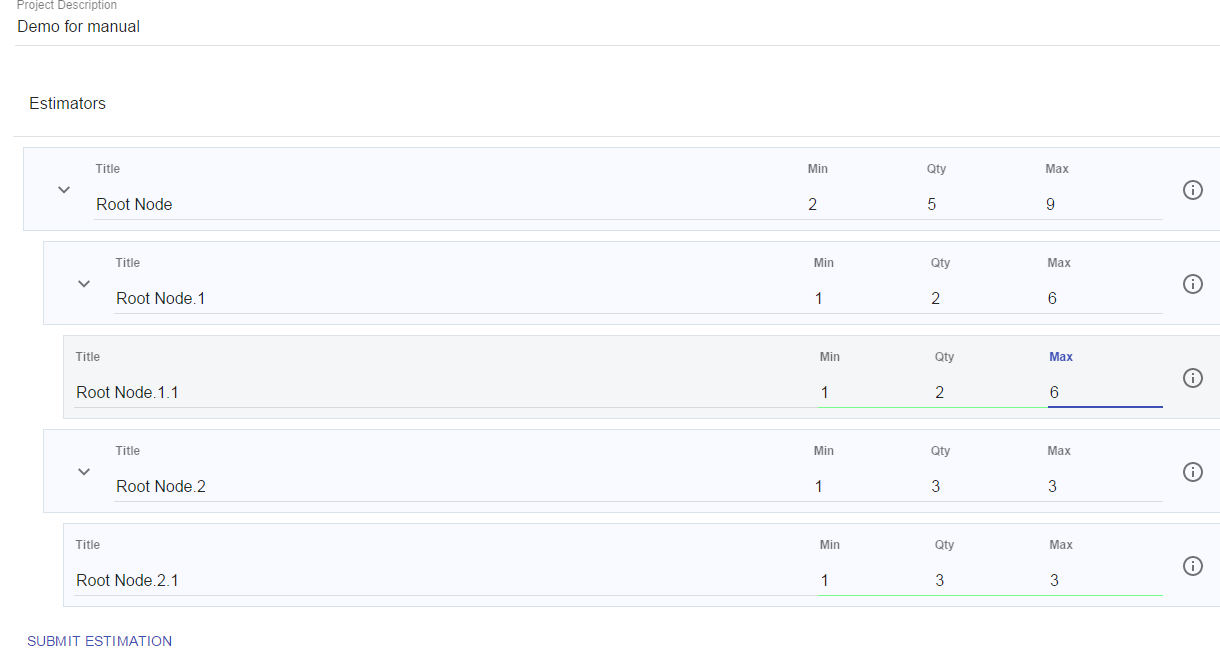 Project Description
Demo for manual
Estimators
Title Min Qty Max
Root Node 2 5 9
Title Min Qty Max
Root Node.1 1 2 6
Title Min Qty Max
Root Node.1.1 1 2 6
Title Min Qty Max
Root Node.2 1 3 3
Title Min Qty Max
Root Node.2.1 1 3 3
SUBMIT ESTIMATION